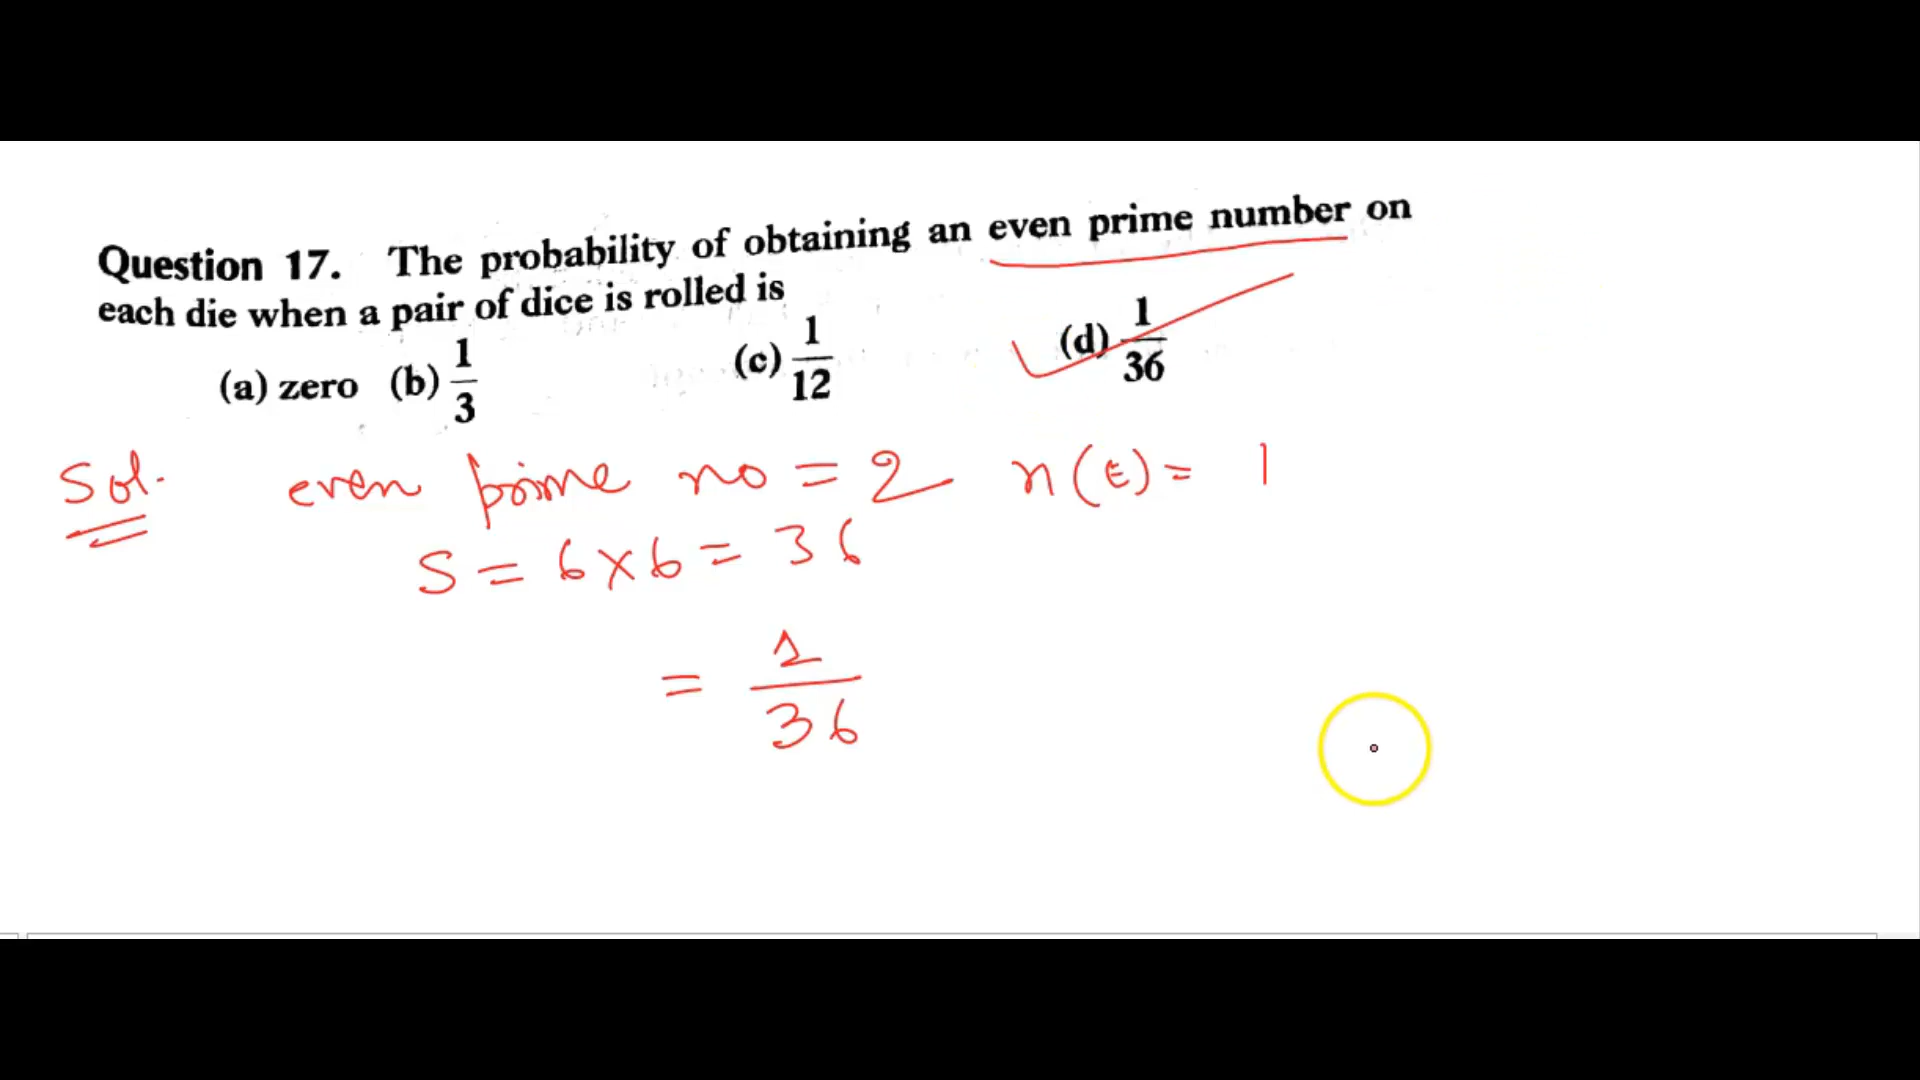 Question 17. The probability of obtaining an even prime number on
each die when a pair of dice is rolled is
(a) zero (b) 1/3 (c) 1/12 (d) 1/36
Sol. even prime no = 2 n(E) = 1
S = 6 × 6 = 36
= 1/36